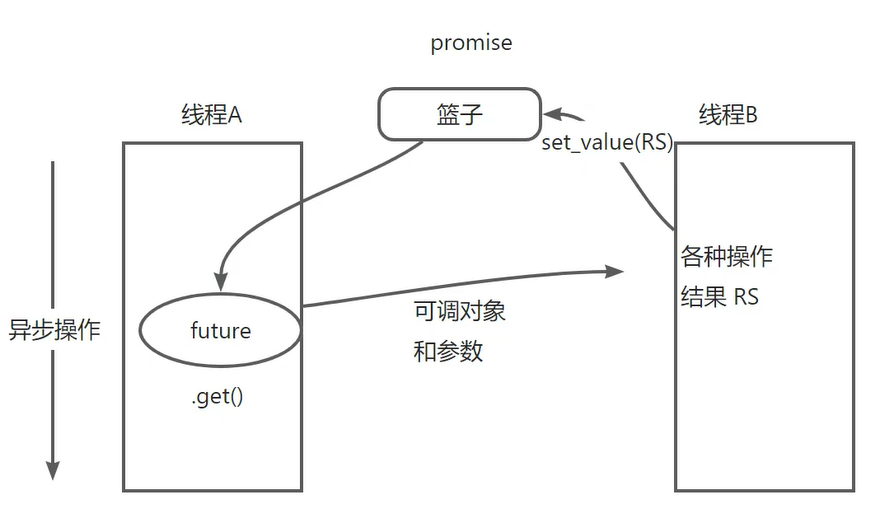 promise
线程A
篮子
线程B
set_value(RS)
各种操作
结果 RS
可调对象
和参数
异步操作
future
.get()